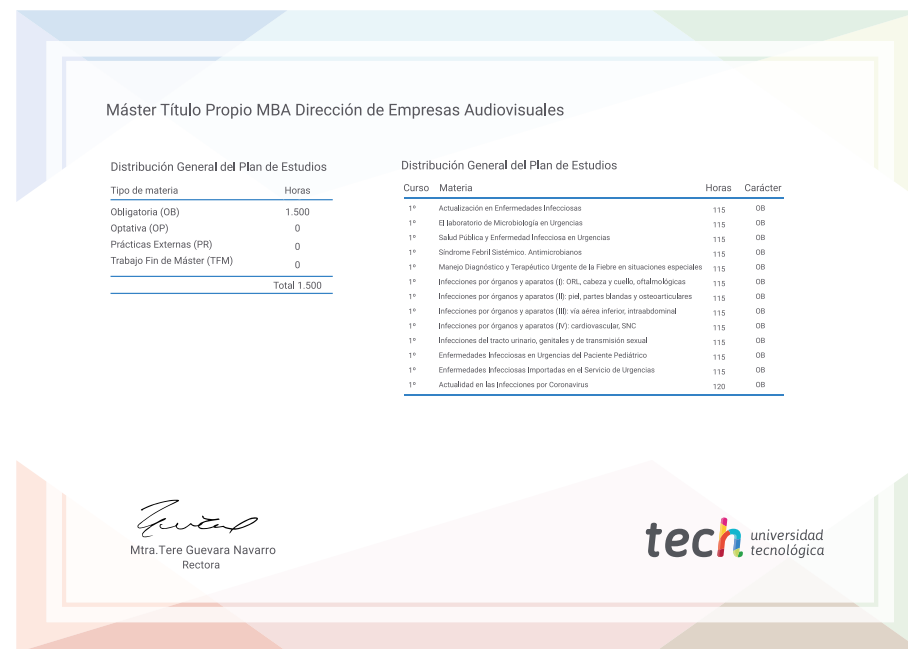 Máster Título Propio MBA Dirección de Empresas Audiovisuales
Distribución General del Plan de Estudios
Tipo de materia Horas
Obligatoria (OB) 1.500
Optativa (OP) 0
Prácticas Externas (PR) 0
Trabajo Fin de Máster (TFM) 0
Total 1.500
Distribución General del Plan de Estudios
Curso Materia Horas Carácter
1º Actualización en Enfermedades Infecciosas 115 OB
1º El laboratorio de Microbiología en Urgencias 115 OB
1º Salud Pública y Enfermedad Infecciosa en Urgencias 115 OB
1º Síndrome Febril Sistémico. Antimicrobianos 115 OB
1º Manejo Diagnóstico y Terapéutico Urgente de la Fiebre en situaciones especiales 115 OB
1º Infecciones por órganos y aparatos (I): ORL, cabeza y cuello, oftalmológicas 115 OB
1º Infecciones por órganos y aparatos (II): piel, partes blandas y osteoarticulares 115 OB
1º Infecciones por órganos y aparatos (III): vía aérea inferior, intraabdominal 115 OB
1º Infecciones por órganos y aparatos (IV): cardiovascular, SNC 115 OB
1º Infecciones del tracto urinario, genitales y de transmisión sexual 115 OB
1º Enfermedades Infecciosas en Urgencias del Paciente Pediátrico 115 OB
1º Enfermedades Infecciosas Importadas en el Servicio de Urgencias 115 OB
1º Actualidad en las Infecciones por Coronavirus 120 OB
Mtra.Tere Guevara Navarro
Rectora
tech universidad
tecnológica